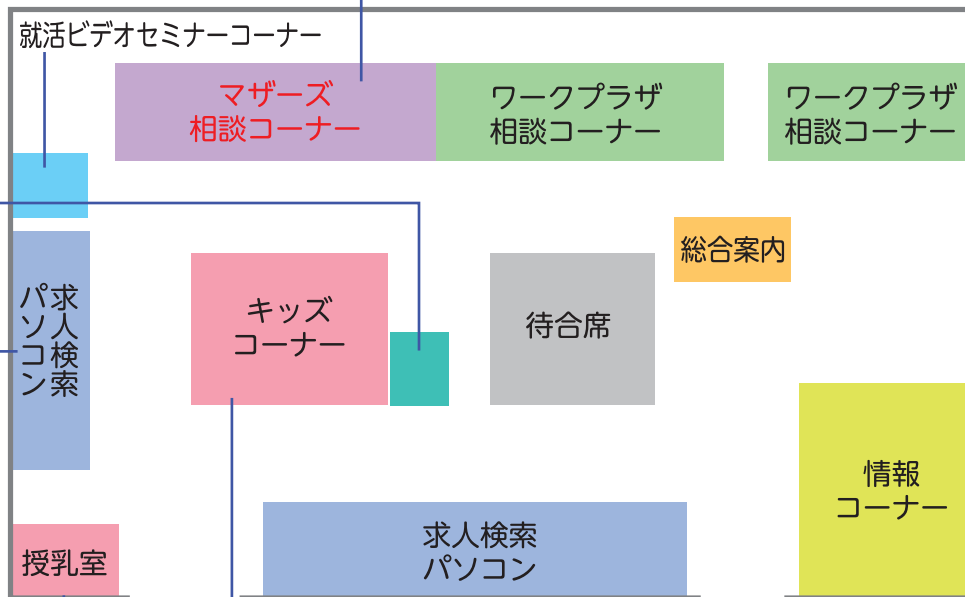 就活ビデオセミナーコーナー
マザーズ
相談コーナー
ワークプラザ
相談コーナー
ワークプラザ
相談コーナー
総合案内
求人検索
パソコン
キッズ
コーナー
待合席
情報
コーナー
授乳室
求人検索
パソコン